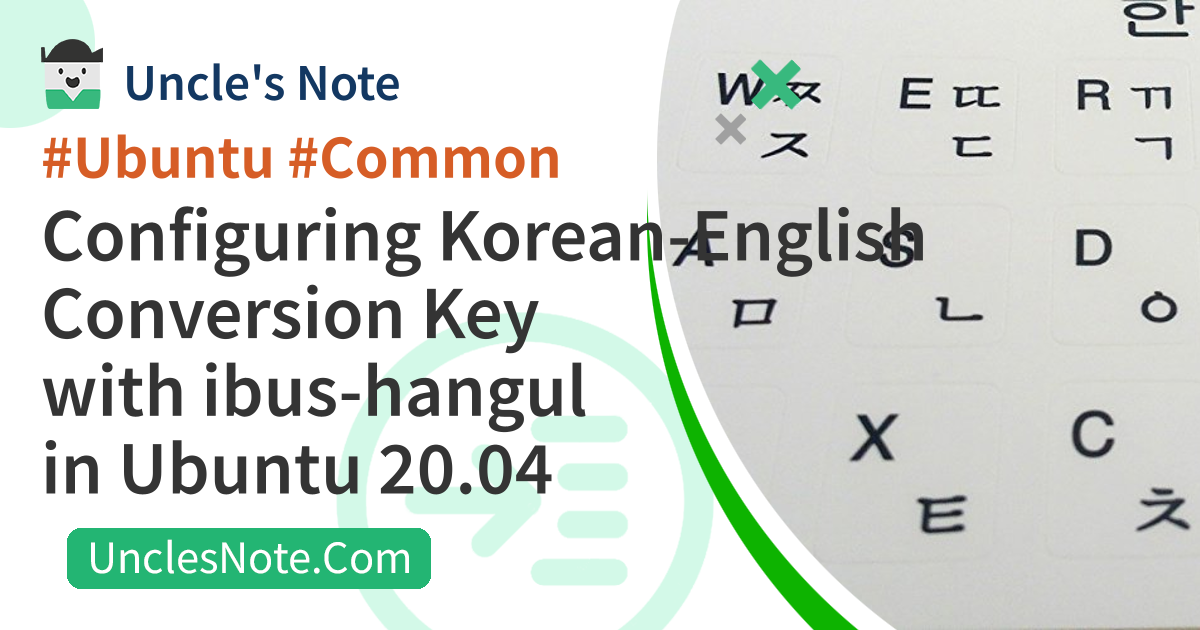 Uncle's Note
#Ubuntu #Common
Configuring Korean-English
Conversion Key
with ibus-hangul
in Ubuntu 20.04
UnclesNote.Com
한
W ㅉ
ㅈ
E ㄸ
ㄷ
R ㄲ
ㄱ
A
ㅁ
S
ㄴ
D
ㅇ
X
ㅌ
C
ㅊ